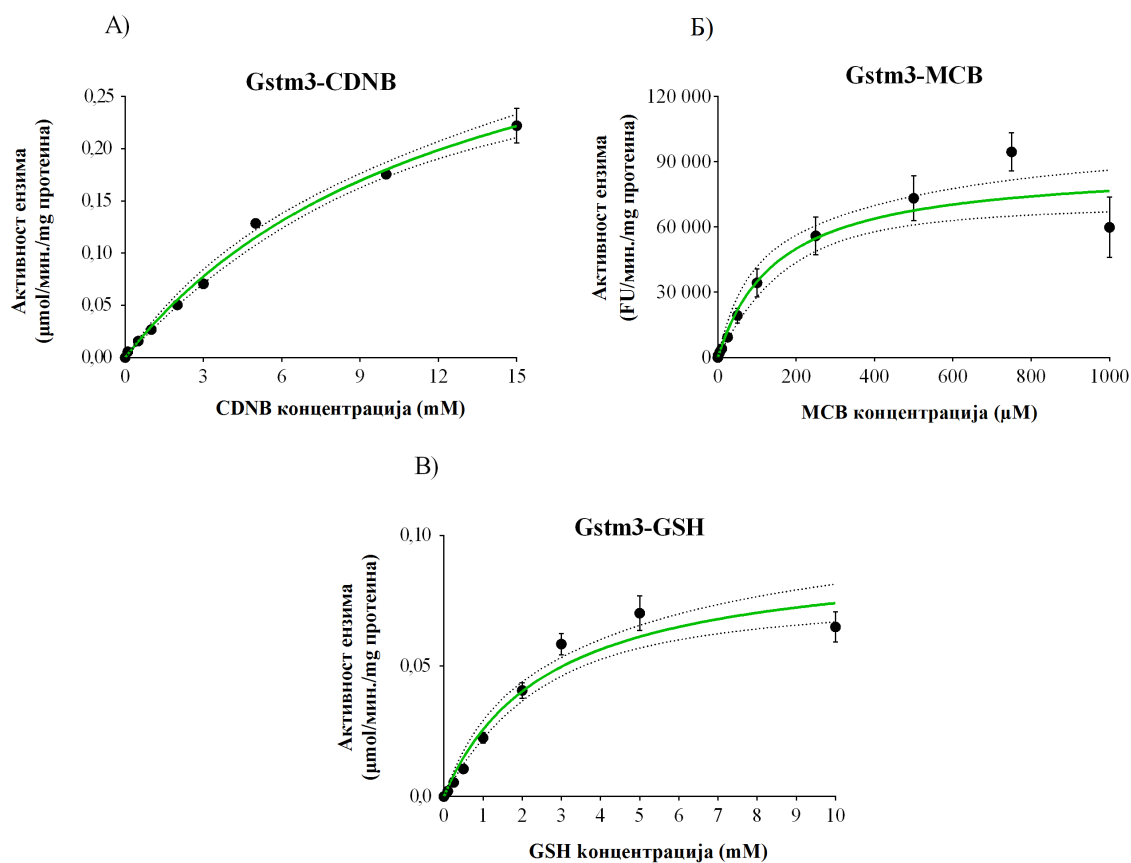 А)
Gstm3-CDNB
Активност ензима
(µmol/мин./mg протеина)
0,25
0,20
0,15
0,10
0,05
0,00
0 3 6 9 12 15
CDNB концентрација (mM)
Б)
Gstm3-MCB
Активност ензима
(FU/мин./mg протеина)
120 000
90 000
60 000
30 000
0
0 200 400 600 800 1000
MCB концентрација (µM)
В)
Gstm3-GSH
Активност ензима
(µmol/мин./mg протеина)
0,10
0,05
0,0
0 1 2 3 4 5 6 7 8 9 10
GSH концентрација (mM)